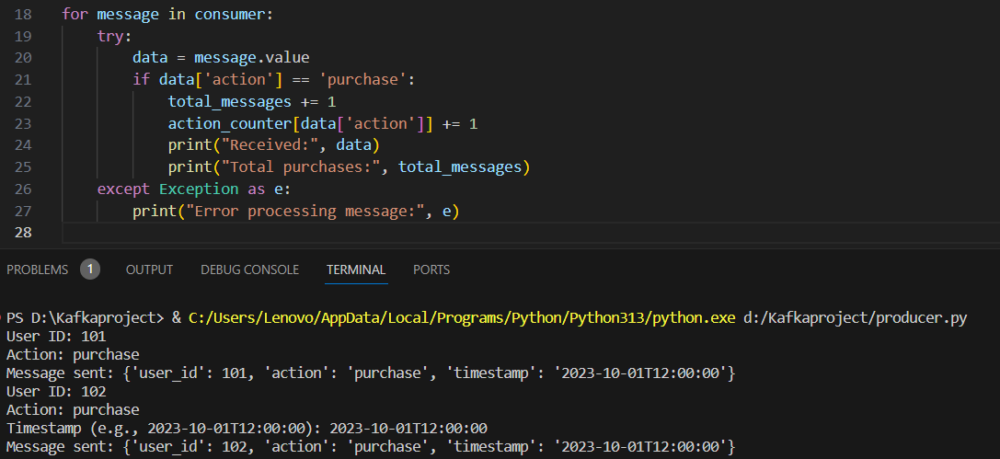 18 for message in consumer:
19 try:
20 data = message.value
21 if data['action'] == 'purchase':
22 total_messages += 1
23 action_counter[data['action']] += 1
24 print("Received:", data)
25 print("Total purchases:", total_messages)
26 except Exception as e:
27 print("Error processing message:", e)
28
PROBLEMS 1 OUTPUT DEBUG CONSOLE TERMINAL PORTS
PS D:\Kafkaproject> & C:/Users/Lenovo/AppData/Local/Programs/Python/Python313/python.exe d:/Kafkaproject/producer.py
User ID: 101
Action: purchase
Message sent: {'user_id': 101, 'action': 'purchase', 'timestamp': '2023-10-01T12:00:00'}
User ID: 102
Action: purchase
Timestamp (e.g., 2023-10-01T12:00:00): 2023-10-01T12:00:00
Message sent: {'user_id': 102, 'action': 'purchase', 'timestamp': '2023-10-01T12:00:00'}